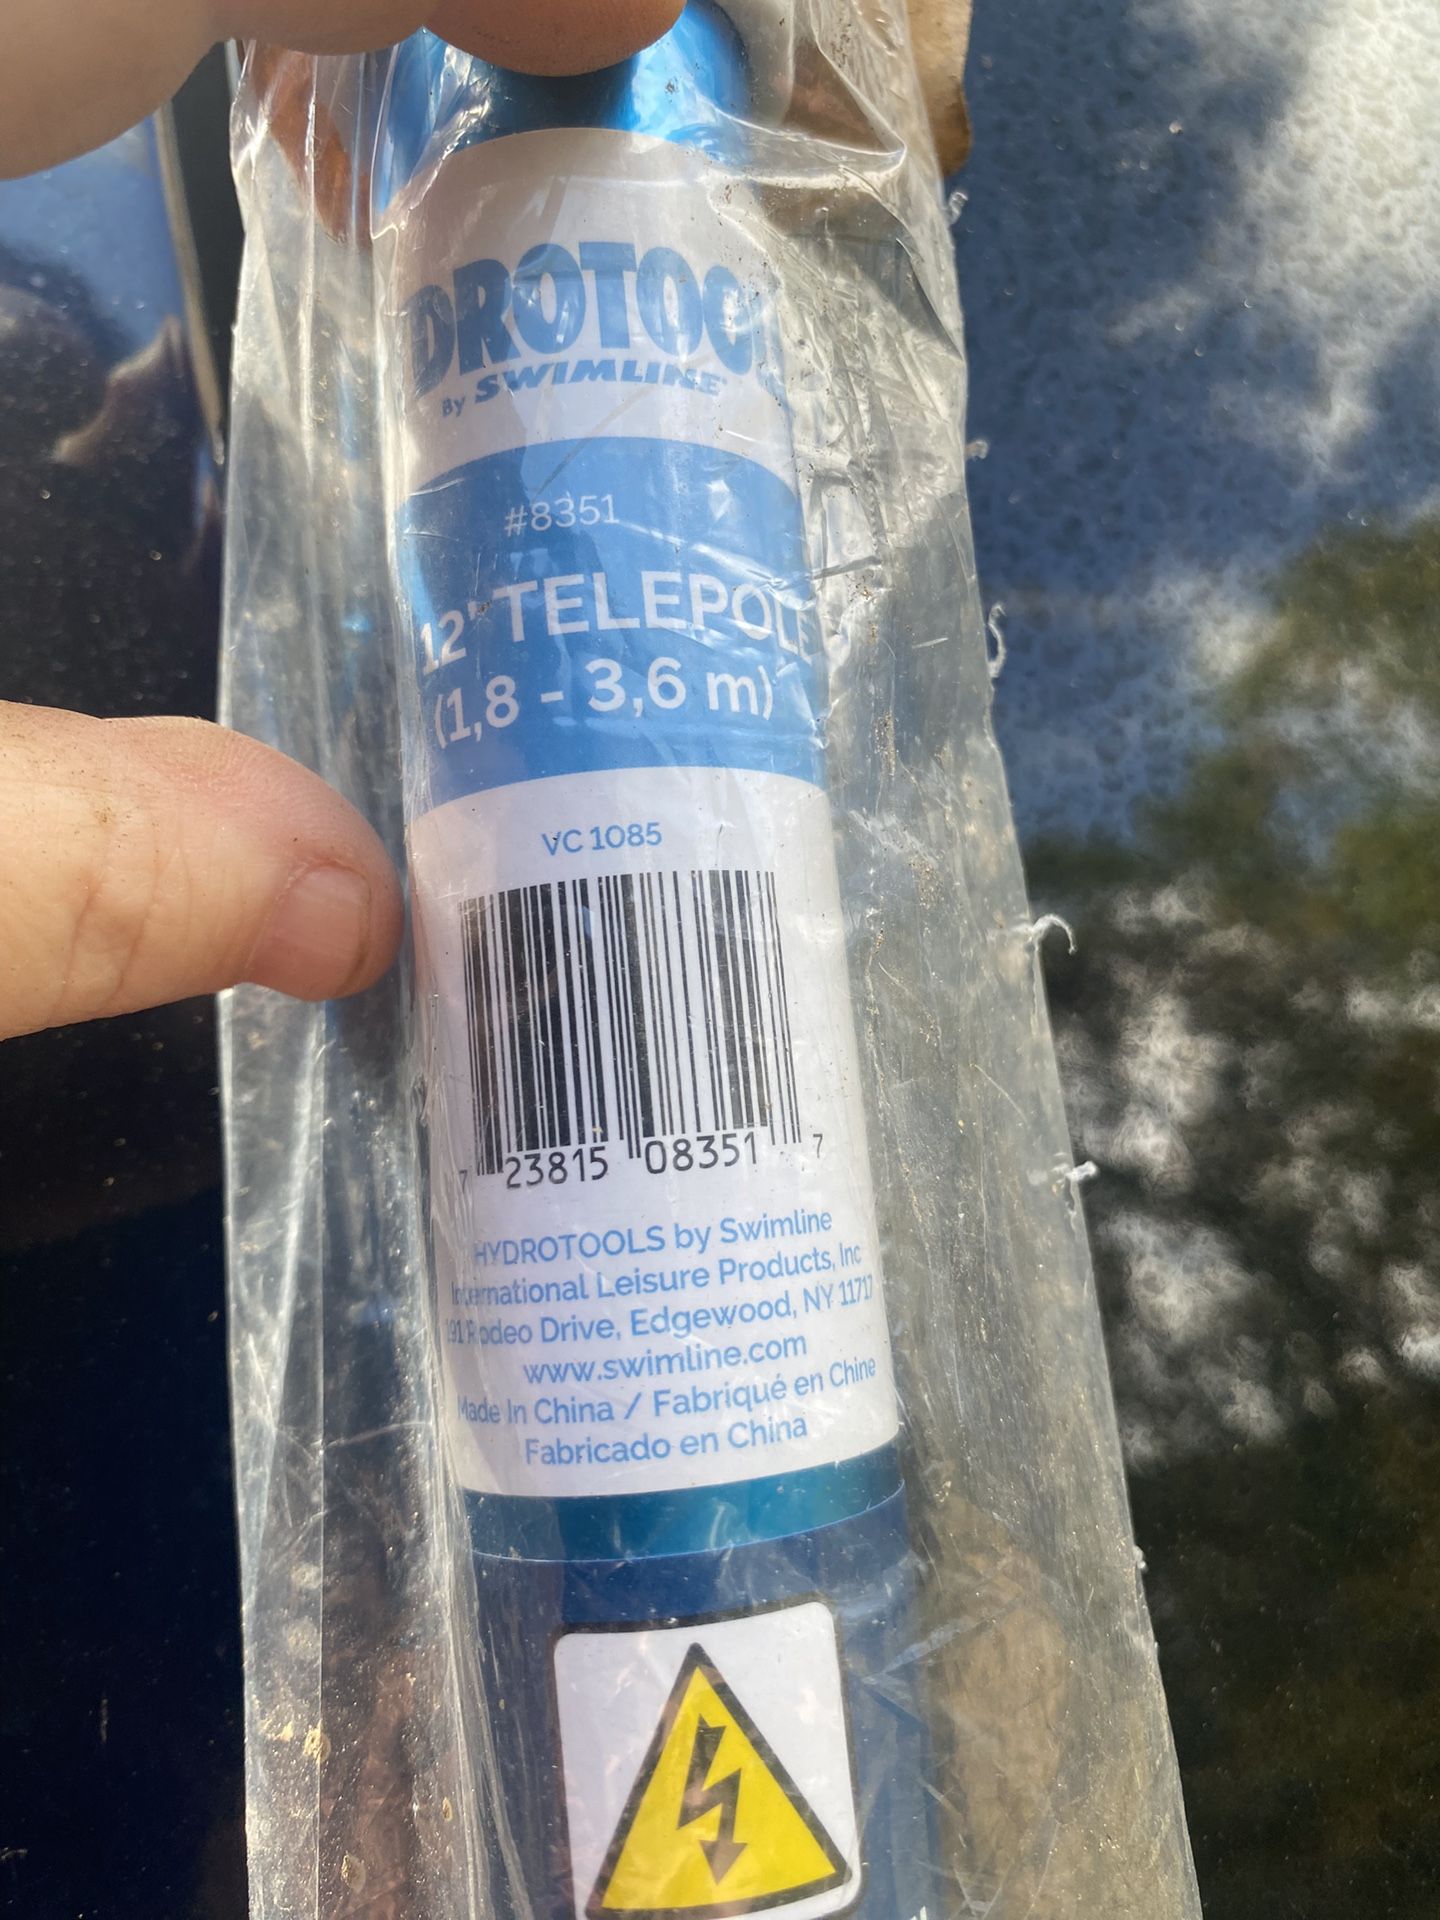 DROTOO
By SWIMLINE
#8351
12' TELEPOLE
(1,8 - 3,6 m)
VC 1085
7 23815 08351 7
HYDROTOOLS by Swimline
International Leisure Products, Inc
191 Rodeo Drive, Edgewood, NY 11717
www.swimline.com
Made In China / Fabriqué en Chine
Fabricado en China